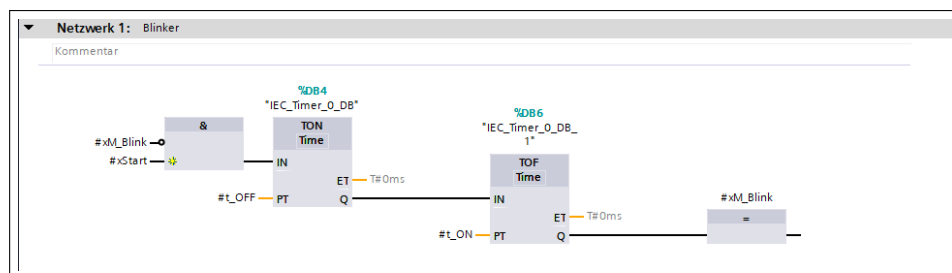 Netzwerk 1: Blinker
Kommentar
%DB4
"IEC_Timer_0_DB"
&
TON
Time
#xM_Blink
#xStart
IN
ET
T#0ms
#t_OFF
PT
Q
%DB6
"IEC_Timer_0_DB_
1"
TOF
Time
IN
ET
T#0ms
#t_ON
PT
Q
#xM_Blink
=